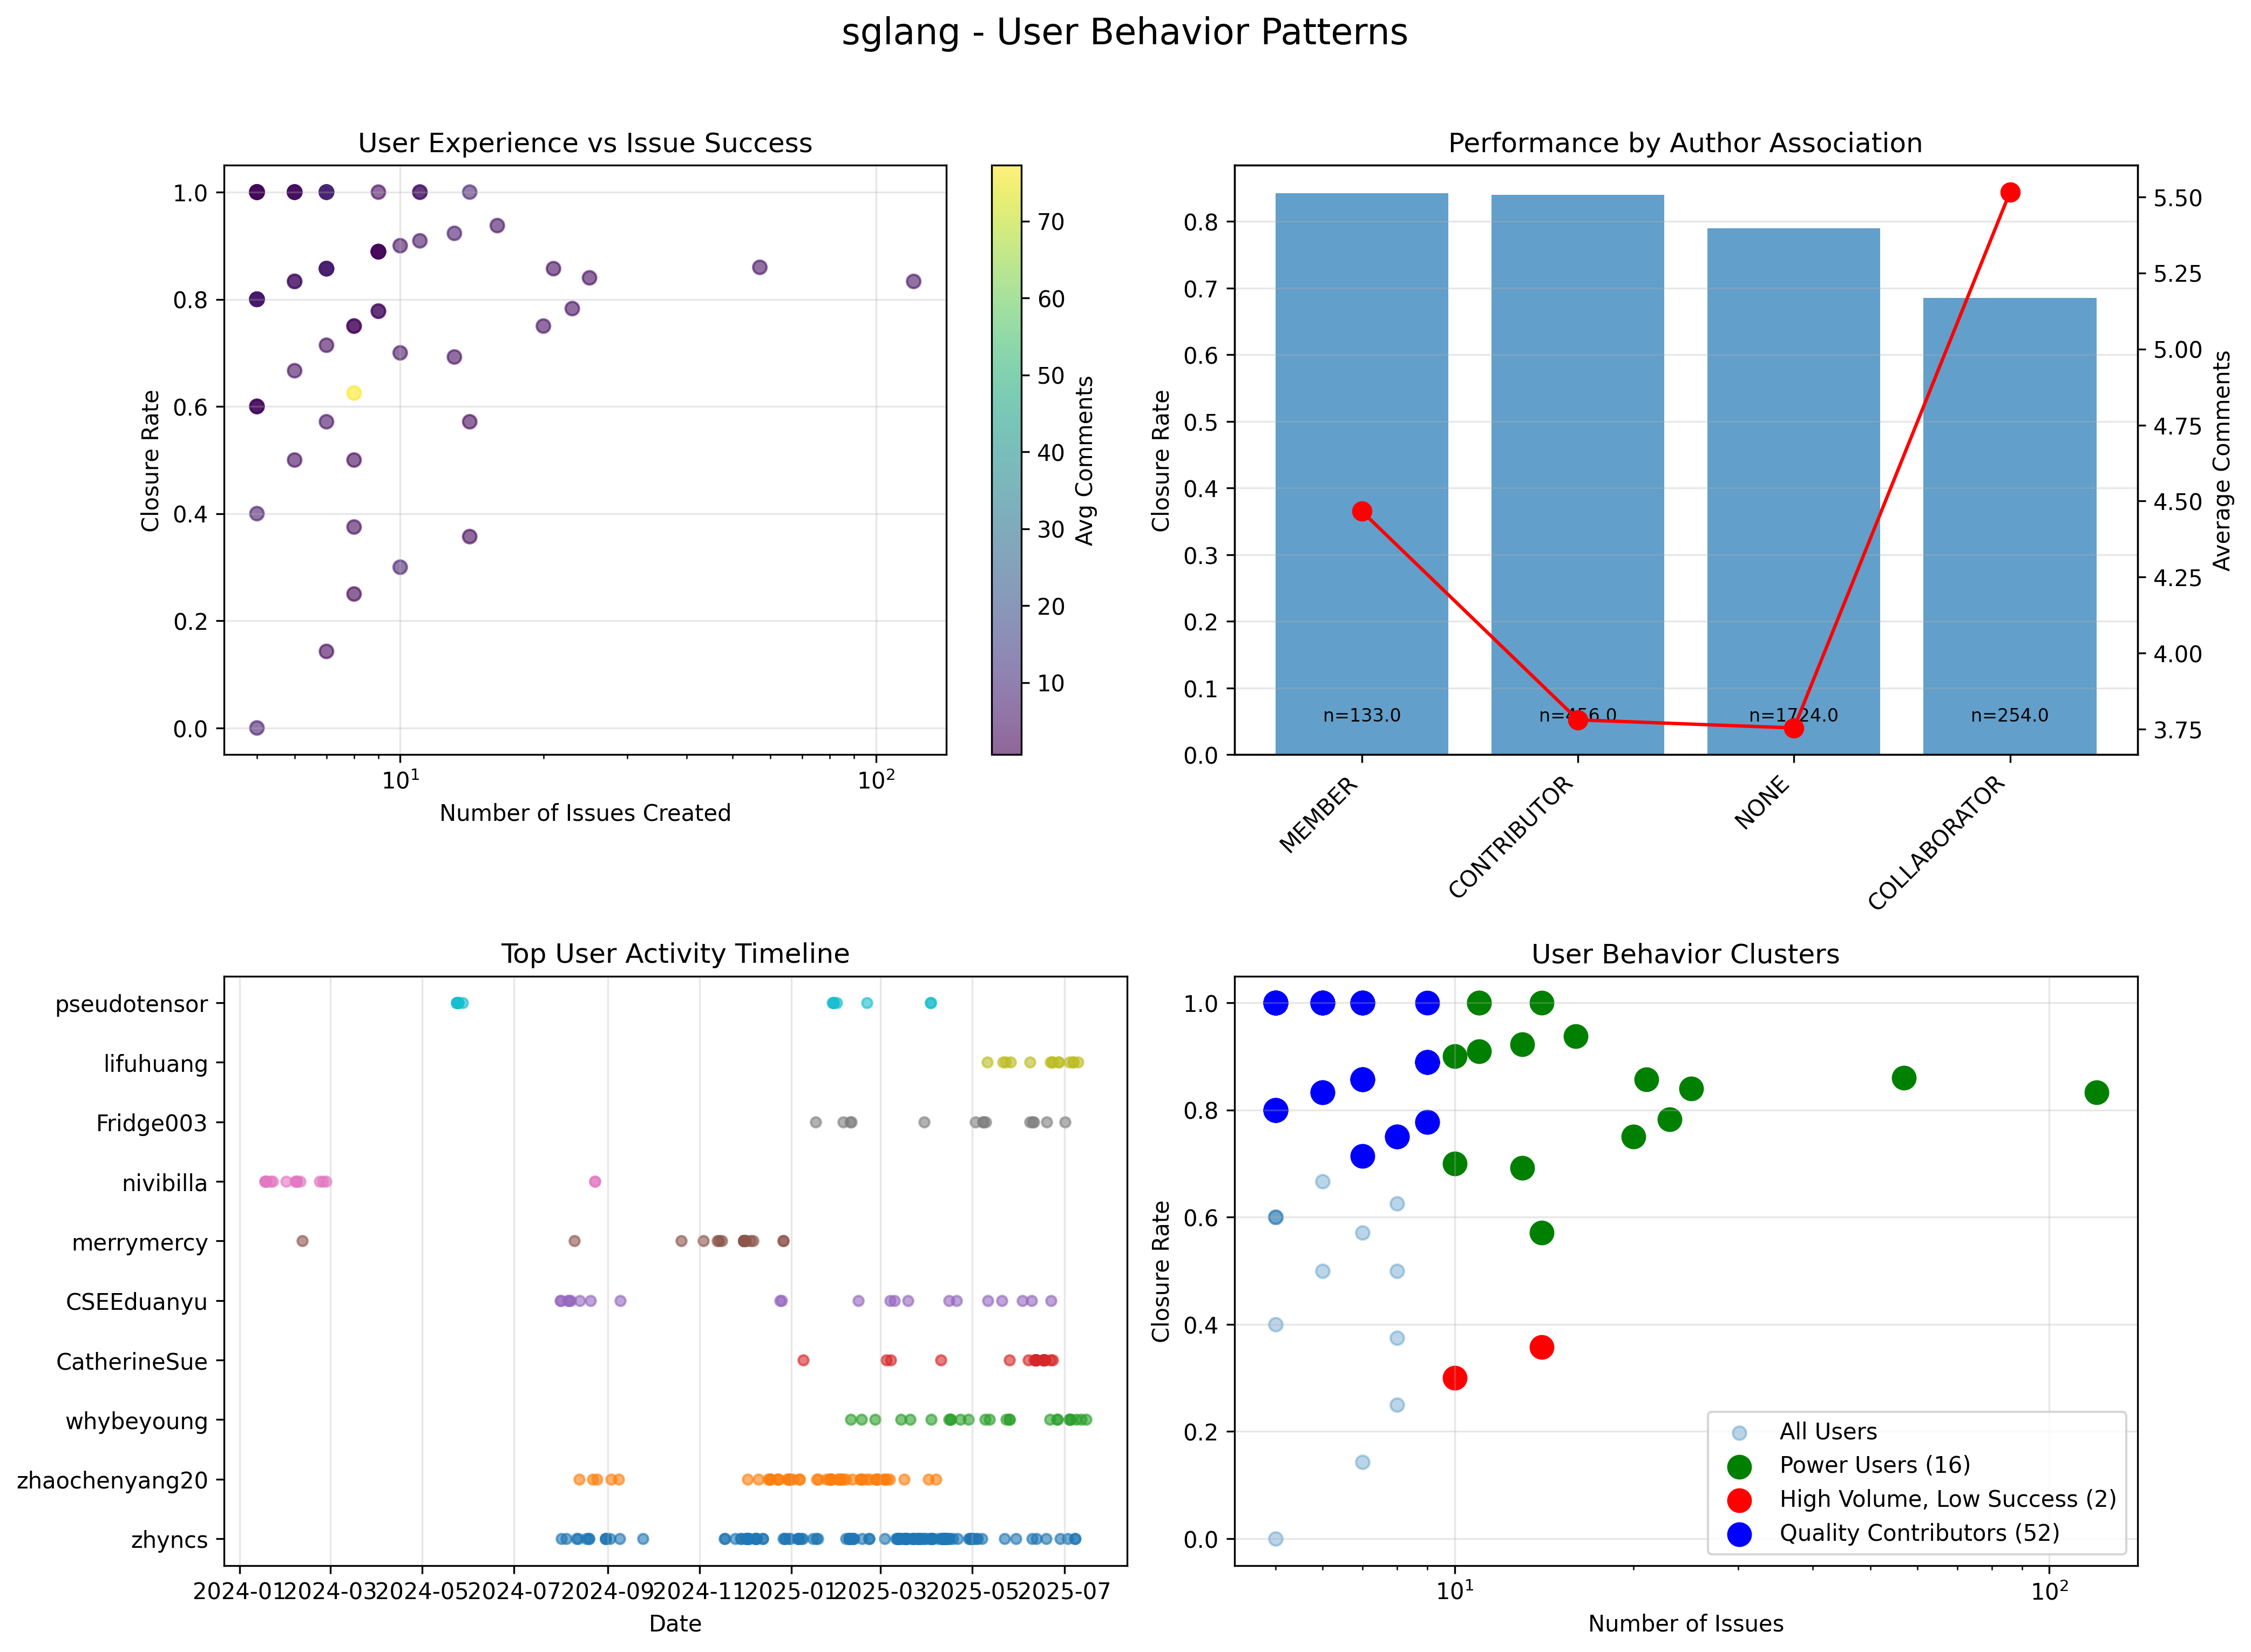 sglang - User Behavior Patterns
User Experience vs Issue Success
1.0
0.8
0.6
0.4
0.2
0.0
Closure Rate
10¹
10²
Number of Issues Created
70
60
50
40
30
20
10
Avg Comments
Performance by Author Association
0.8
0.7
0.6
0.5
0.4
0.3
0.2
0.1
0.0
Closure Rate
n=133.0
n=456.0
n=1724.0
n=254.0
MEMBER
CONTRIBUTOR
NONE
COLLABORATOR
5.50
5.25
5.00
4.75
4.50
4.25
4.00
3.75
Average Comments
Top User Activity Timeline
pseudotensor
lifuhuang
Fridge003
nivibilla
merrymercy
CSEEduanyu
CatherineSue
whybeyoung
zhaochenyang20
zhyncs
2024-01
2024-03
2024-05
2024-07
2024-09
2024-11
2025-01
2025-03
2025-05
2025-07
Date
User Behavior Clusters
1.0
0.8
0.6
0.4
0.2
0.0
Closure Rate
10¹
10²
Number of Issues
All Users
Power Users (16)
High Volume, Low Success (2)
Quality Contributors (52)